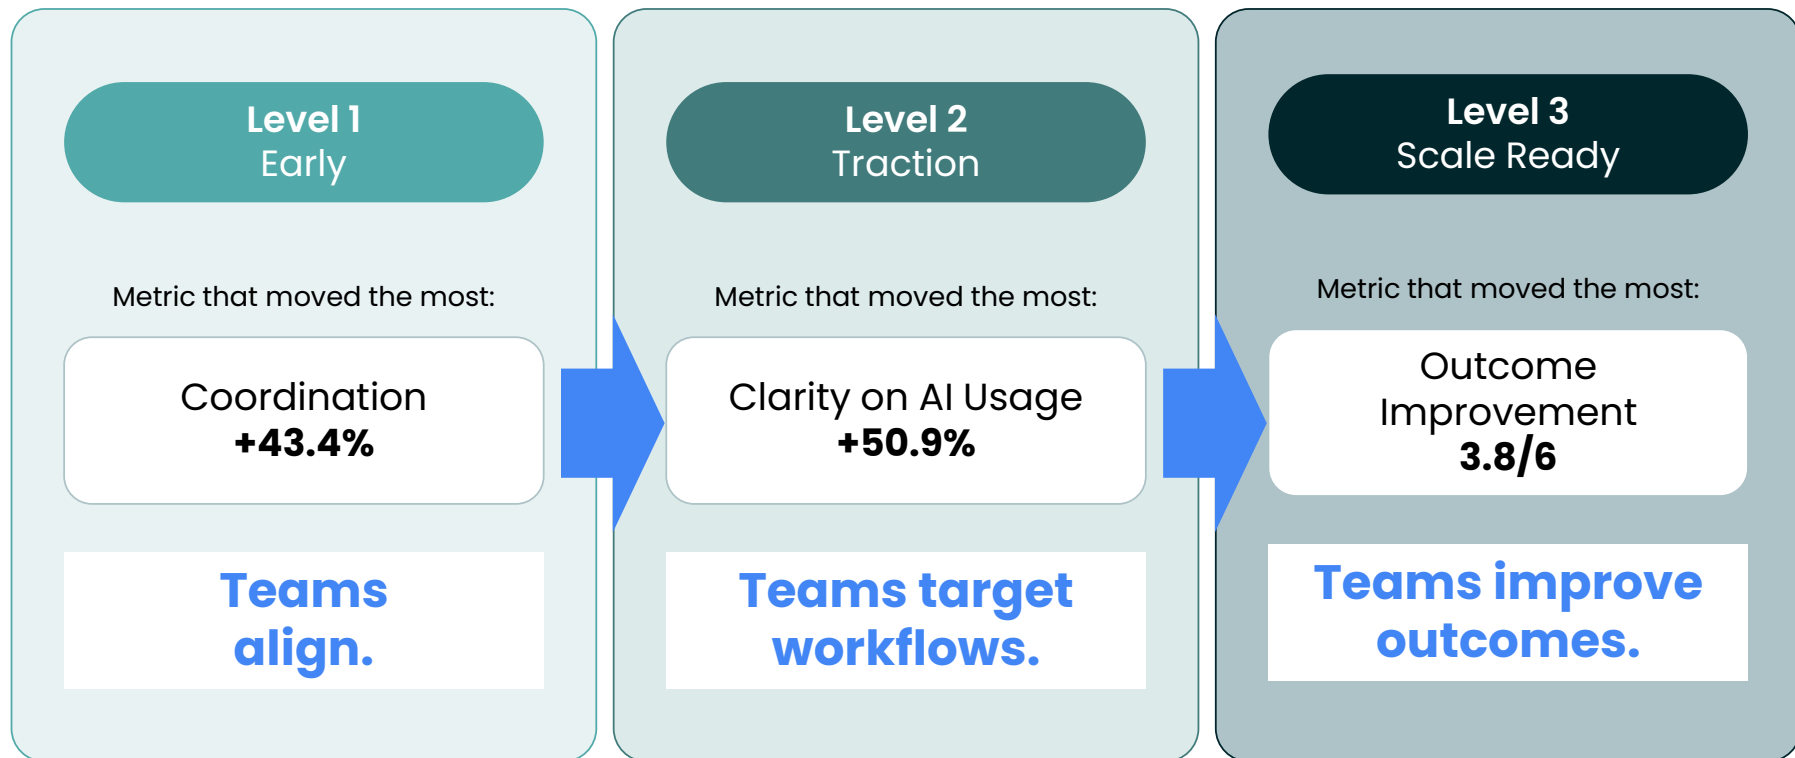 Level 1
Early
Metric that moved the most:
Coordination
+43.4%
Teams
align.
Level 2
Traction
Metric that moved the most:
Clarity on AI Usage
+50.9%
Teams target
workflows.
Level 3
Scale Ready
Metric that moved the most:
Outcome
Improvement
3.8/6
Teams improve
outcomes.